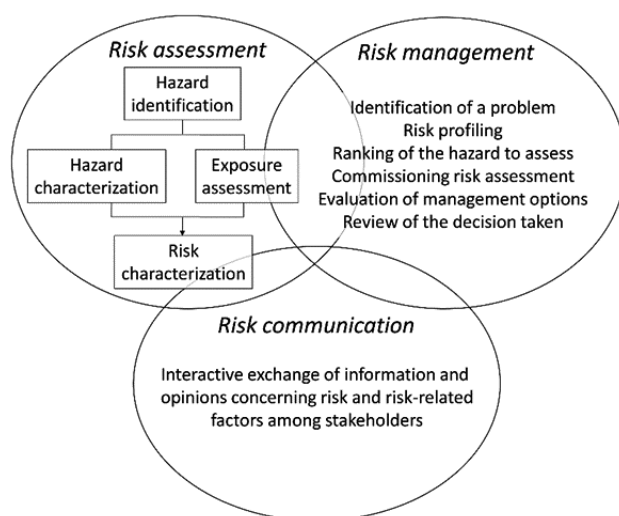 Risk assessment
Hazard
identification
Hazard
characterization
Exposure
assessment
Risk
characterization
Risk management
Identification of a problem
Risk profiling
Ranking of the hazard to assess
Commissioning risk assessment
Evaluation of management options
Review of the decision taken
Risk communication
Interactive exchange of information and
opinions concerning risk and risk-related
factors among stakeholders